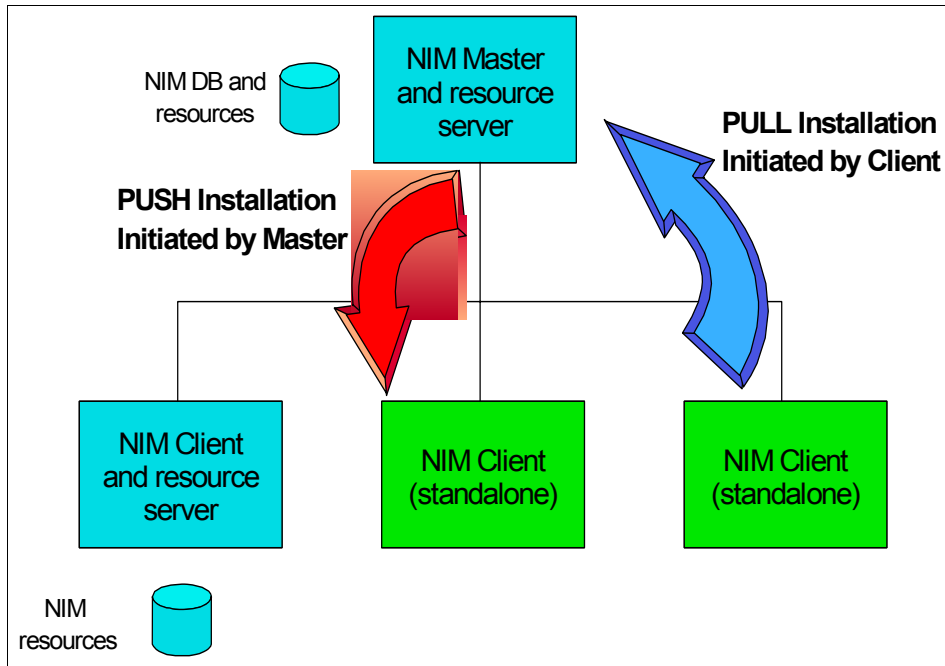 NIM Master
and resource
server
NIM DB and
resources
PULL Installation
Initiated by Client
PUSH Installation
Initiated by Master
NIM Client
and resource
server
NIM Client
(standalone)
NIM Client
(standalone)
NIM
resources